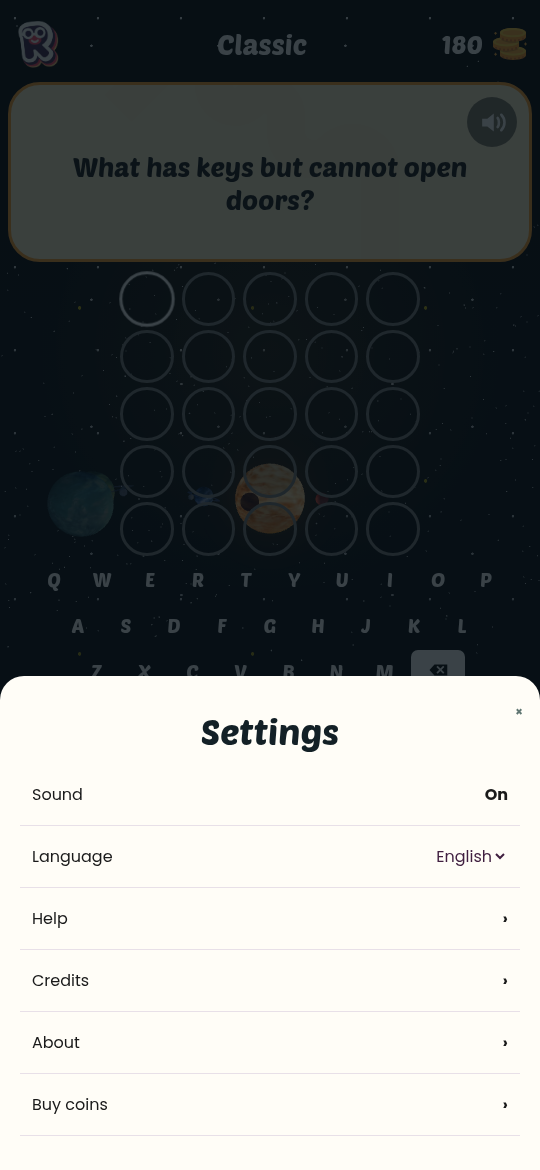 Classic
180
What has keys but cannot open
doors?
Q W E R T Y U I O P
A S D F G H J K L
Z X C V B N M
Settings
×
Sound On
Language English
Help ›
Credits ›
About ›
Buy coins ›